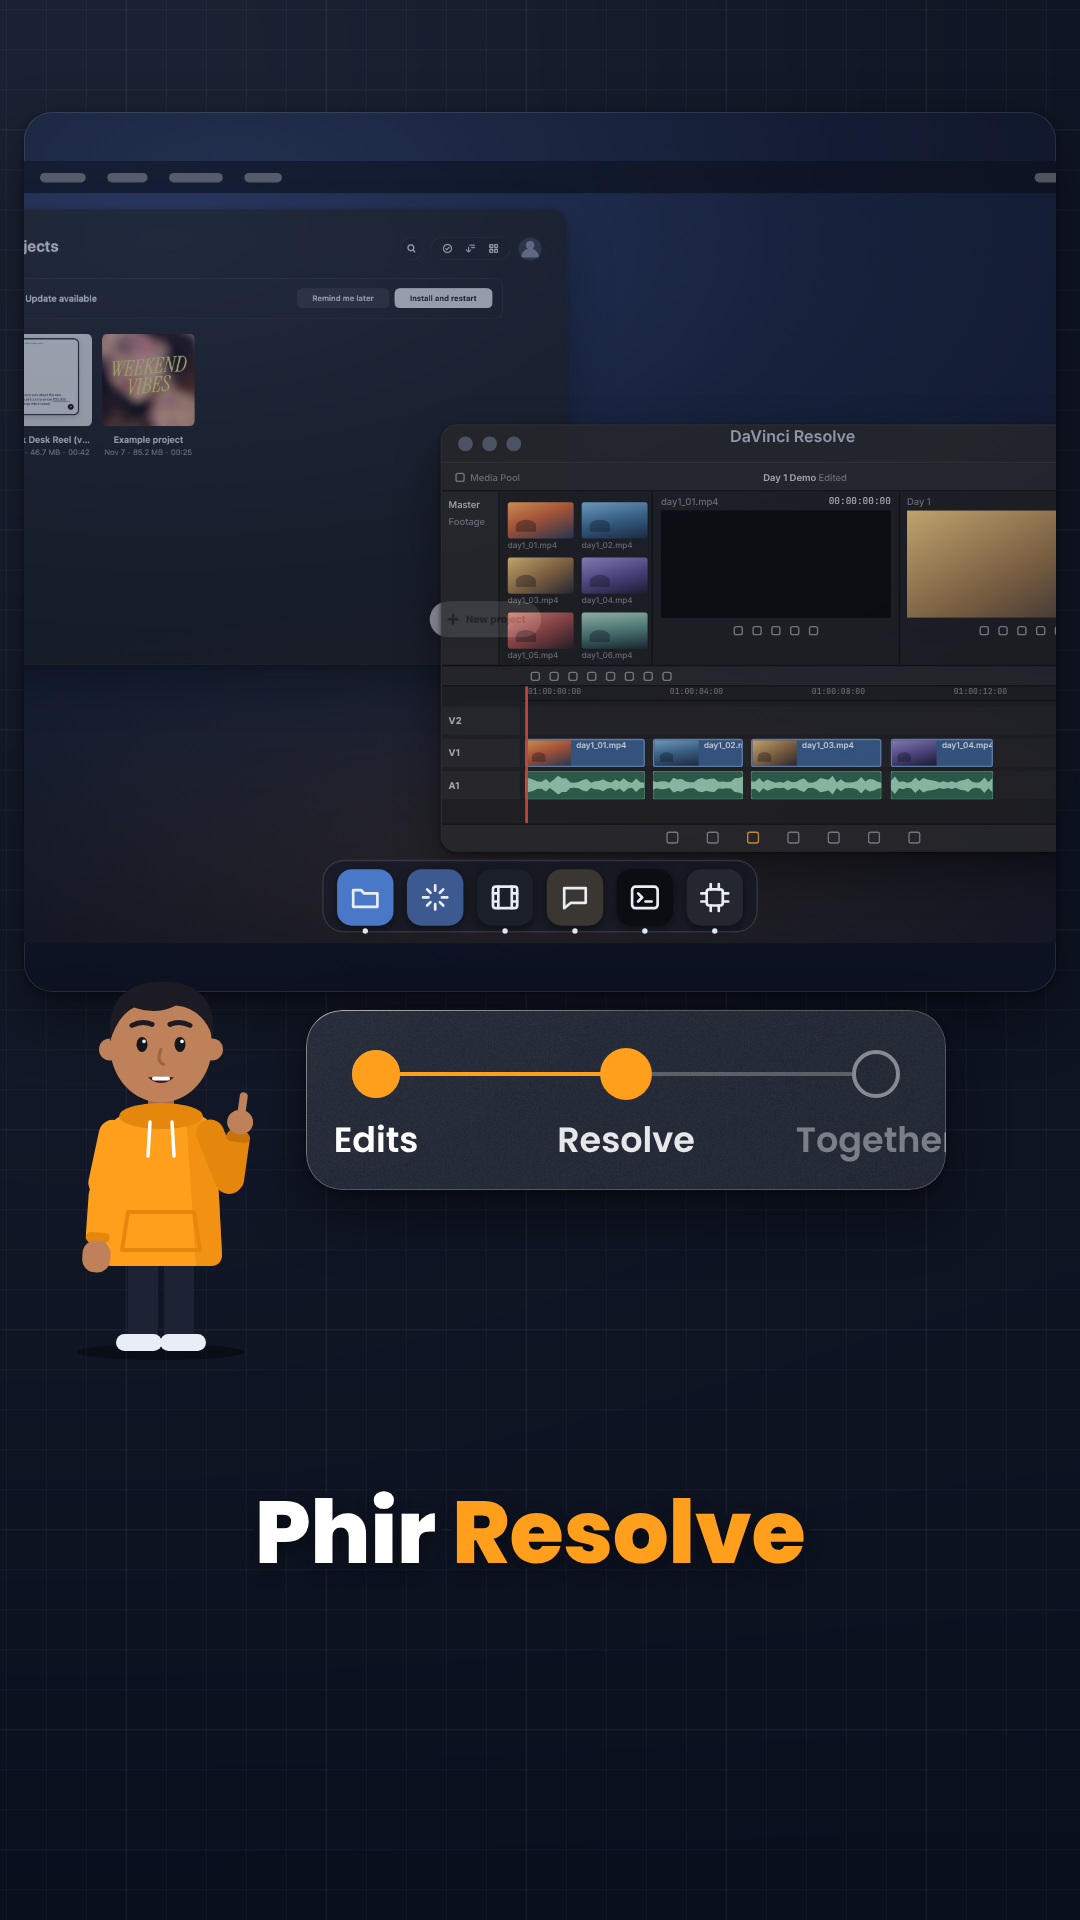 jects
Update available
Remind me later
Install and restart
WEEKEND
VIBES
Desk Reel (v...
Example project
46.7 MB · 00:42
Nov 7 · 85.2 MB · 00:25
DaVinci Resolve
Media Pool
Day 1 Demo Edited
Master
Footage
day1_01.mp4
day1_02.mp4
day1_03.mp4
day1_04.mp4
day1_05.mp4
day1_06.mp4
New project
day1_01.mp4
00:00:00:00
Day 1
01:00:00:00
01:00:04:00
01:00:08:00
01:00:12:00
V2
V1
day1_01.mp4
day1_02.m
day1_03.mp4
day1_04.mp4
A1
Edits
Resolve
Together
Phir Resolve